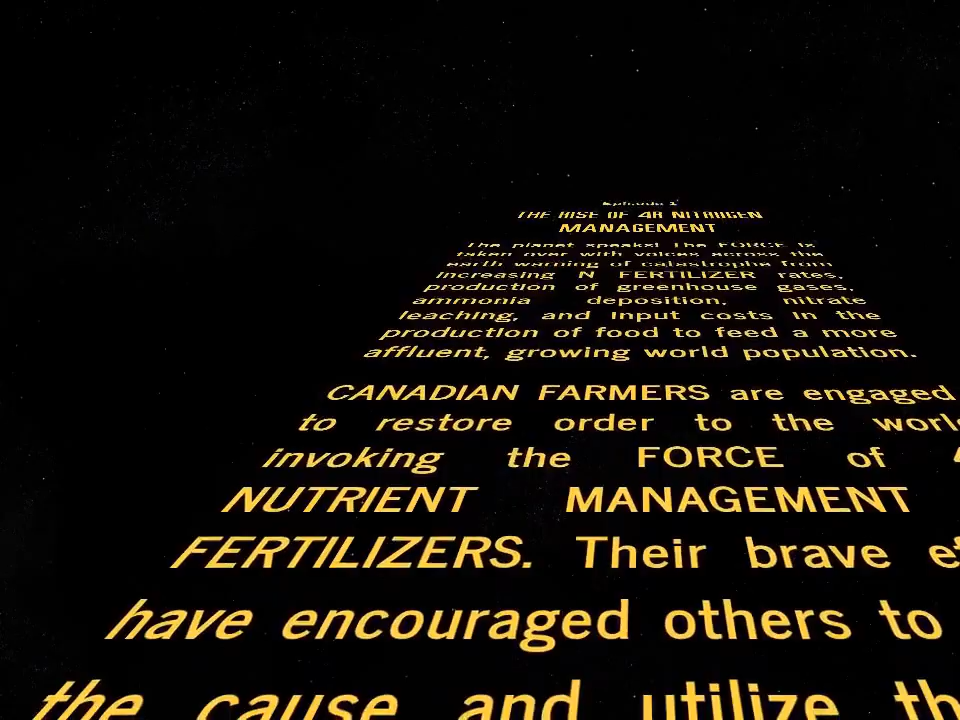 Episode 1
THE RISE OF 4R NITROGEN
MANAGEMENT
The planet speaks! The FORCE is
taken over with voices across the
earth warning of catastrophe from
increasing N FERTILIZER rates,
production of greenhouse gases,
ammonia deposition, nitrate
leaching, and input costs in the
production of food to feed a more
affluent, growing world population.
CANADIAN FARMERS are engaged
to restore order to the
invoking the FORCE of
NUTRIENT MANAGEMENT
FERTILIZERS. Their brave
have encouraged others to
the cause and utilize